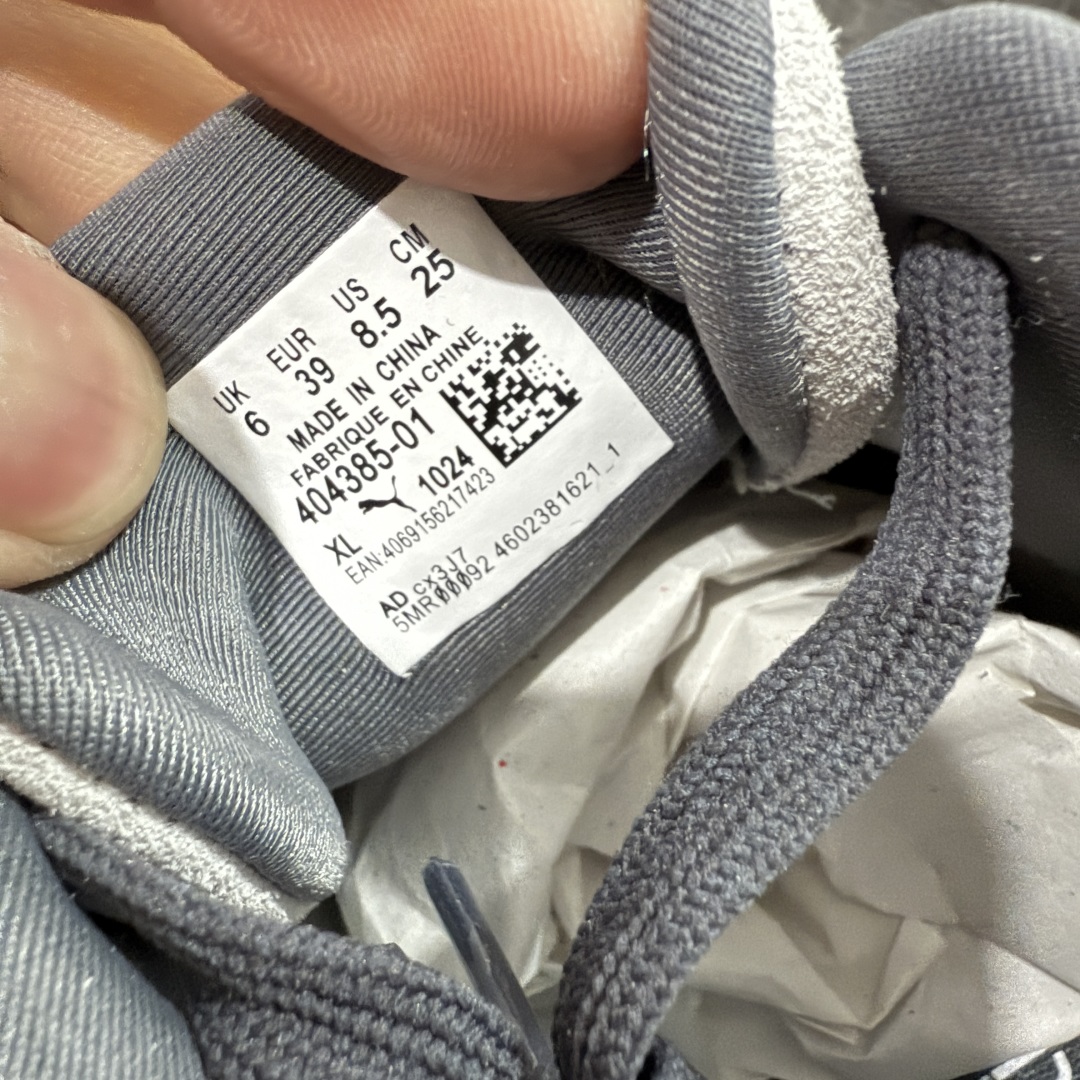 UK EUR US CM
6 39 8.5 25
MADE IN CHINA
FABRIQUE EN CHINE
404385-01
1024
XL
EAN:4069156217423
AD cx3J7
5MR00092 4602381621_1